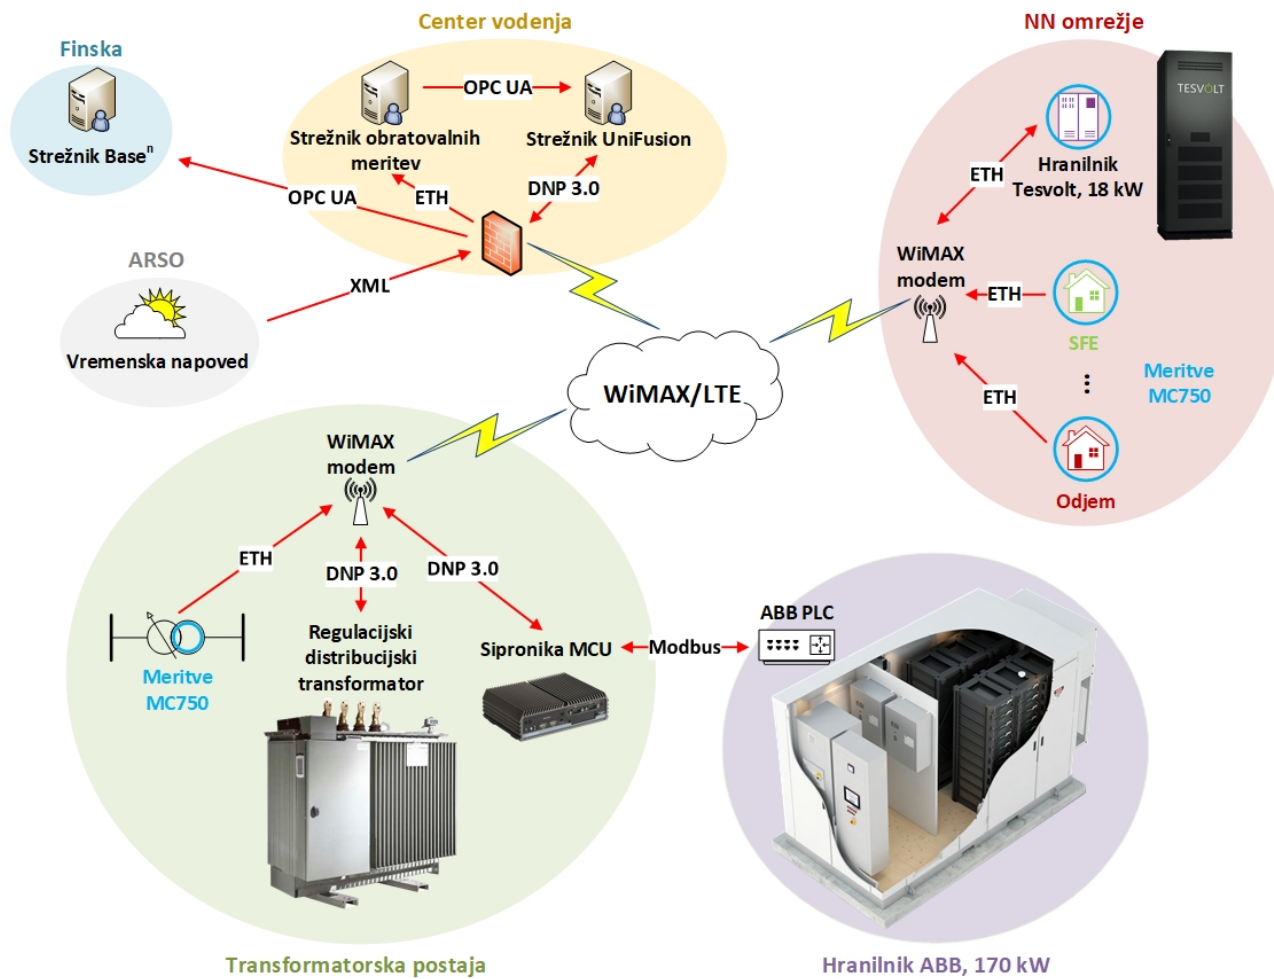 Center vodenja
NN omrežje
Finska
Strežnik Baseⁿ
OPC UA
Strežnik obratovalnih
meritev
Strežnik UniFusion
OPC UA
ETH
DNP 3.0
ARSO
XML
Vremenska napoved
TESVOLT
Hranilnik
Tesvolt, 18 kW
ETH
WiMAX
modem
ETH
SFE
Meritve
MC750
ETH
Odjem
WiMAX/LTE
WiMAX
modem
ETH
DNP 3.0
DNP 3.0
Meritve
MC750
Regulacijski
distribucijski
transformator
Sipronika MCU
Modbus
ABB PLC
Transformatorska postaja
Hranilnik ABB, 170 kW